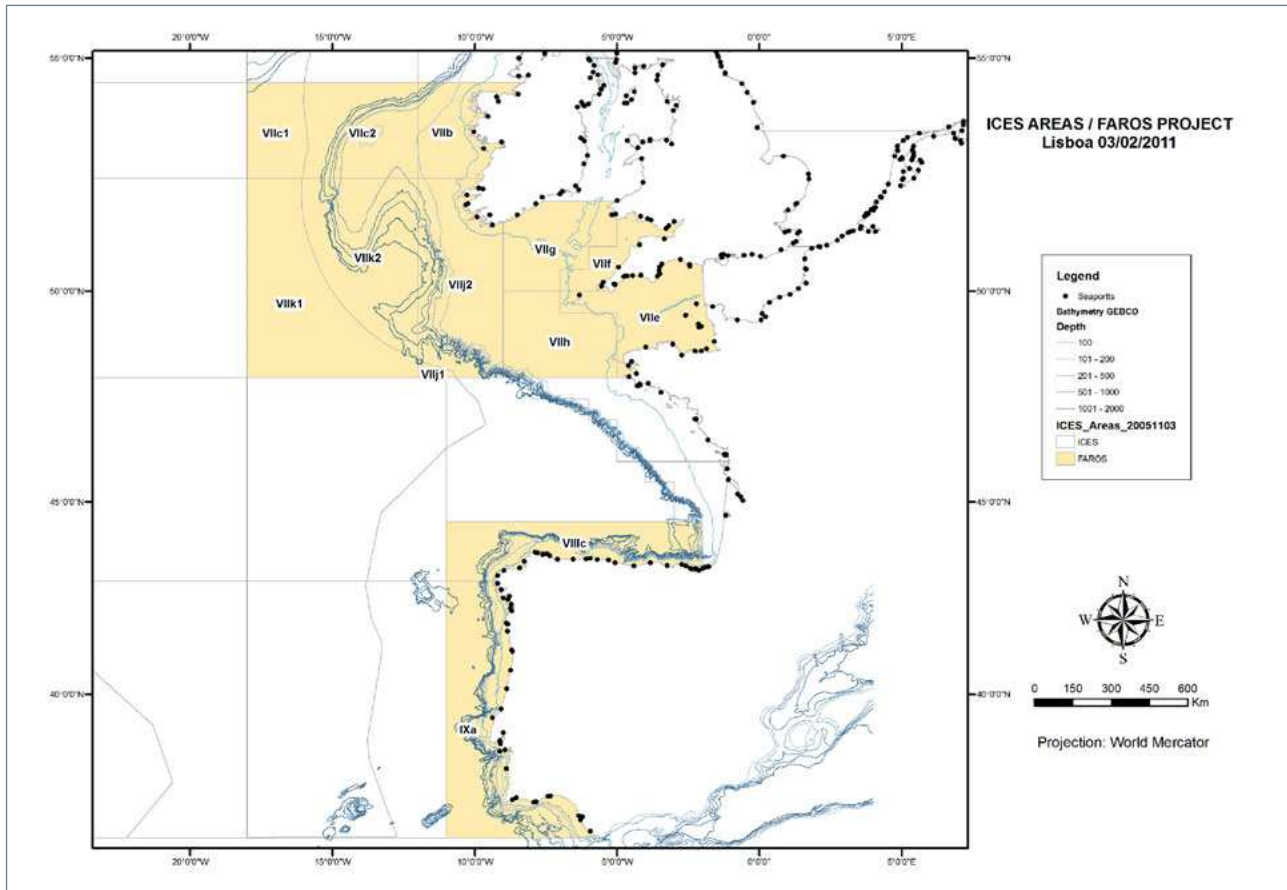 20°0'0"W 15°0'0"W 10°0'0"W 5°0'0"W 0°0'0" 5°0'0"E
55°0'0"N 55°0'0"N
ICES AREAS / FAROS PROJECT
Lisboa 03/02/2011
VIIc1 VIIc2 VIIb
VIIg
VIIf
VIIk2
VIIj2
VIIk1
50°0'0"N 50°0'0"N
VIIe
VIIh
VIIj1
Legend
Seaportts
Bathymetry GEBCO
Depth
100
101 - 200
201 - 500
501 - 1000
1001 - 2000
ICES_Areas_20051103
ICES
FAROS
45°0'0"N 45°0'0"N
VIIIc
N
W E
S
40°0'0"N 40°0'0"N
0 150 300 450 600
Km
IXa
Projection: World Mercator
20°0'0"W 15°0'0"W 10°0'0"W 5°0'0"W 0°0'0" 5°0'0"E